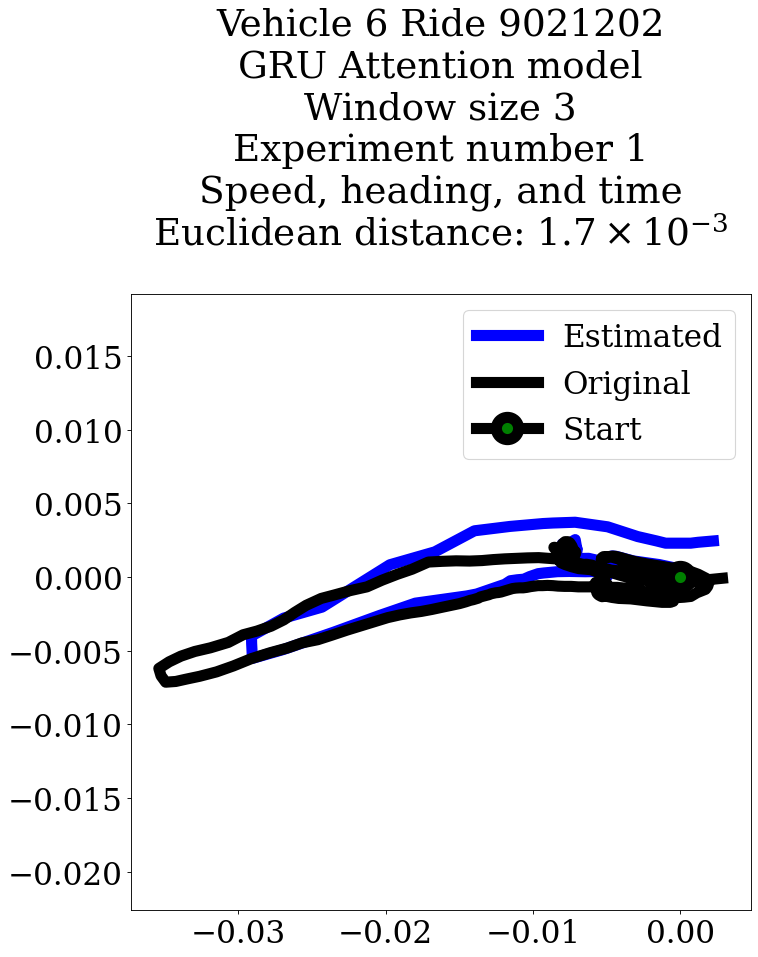 Vehicle 6 Ride 9021202
GRU Attention model
Window size 3
Experiment number 1
Speed, heading, and time
Euclidean distance: 1.7 × 10⁻³
Estimated
Original
Start
0.015
0.010
0.005
0.000
−0.005
−0.010
−0.015
−0.020
−0.03 −0.02 −0.01 0.00